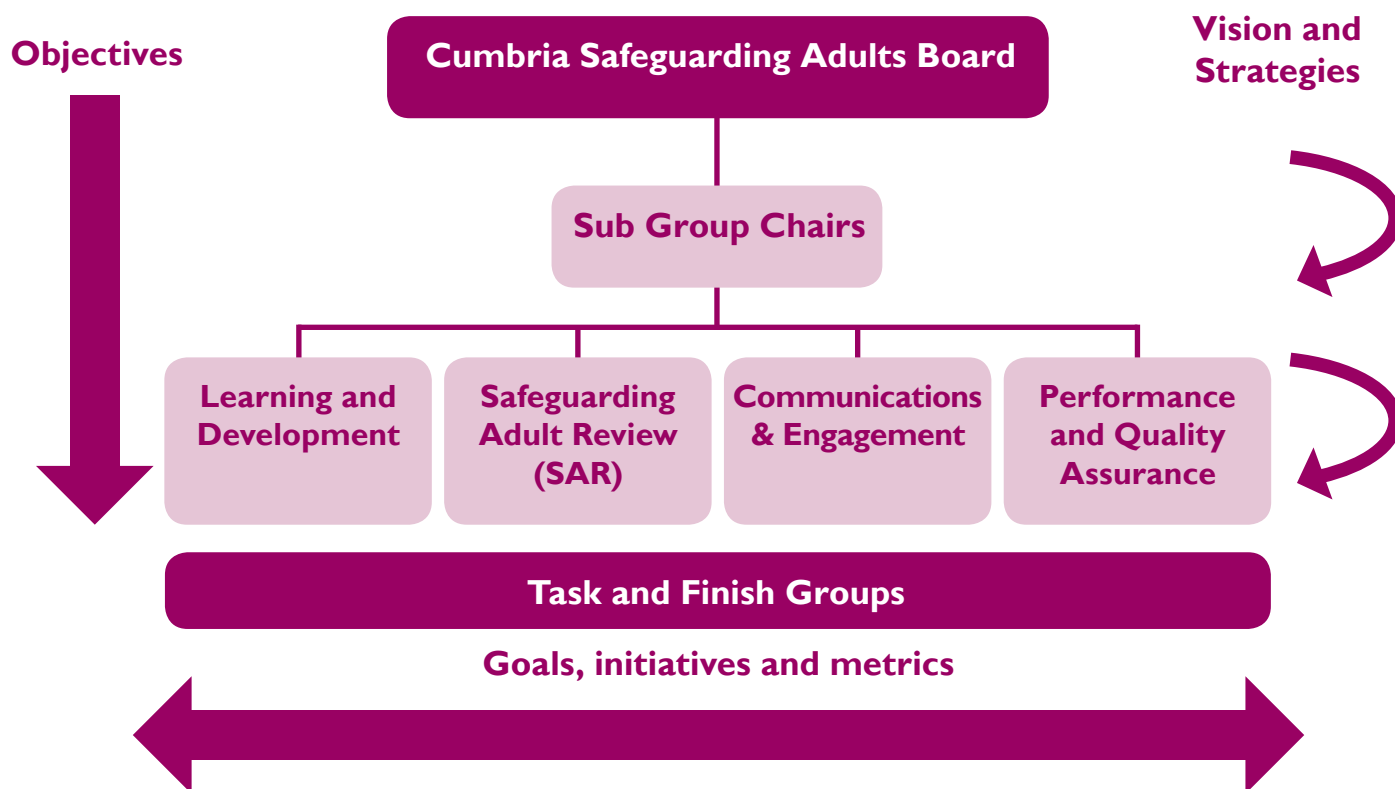 Objectives
Cumbria Safeguarding Adults Board
Vision and
Strategies
Sub Group Chairs
Learning and
Development
Safeguarding
Adult Review
(SAR)
Communications
& Engagement
Performance
and Quality
Assurance
Task and Finish Groups
Goals, initiatives and metrics